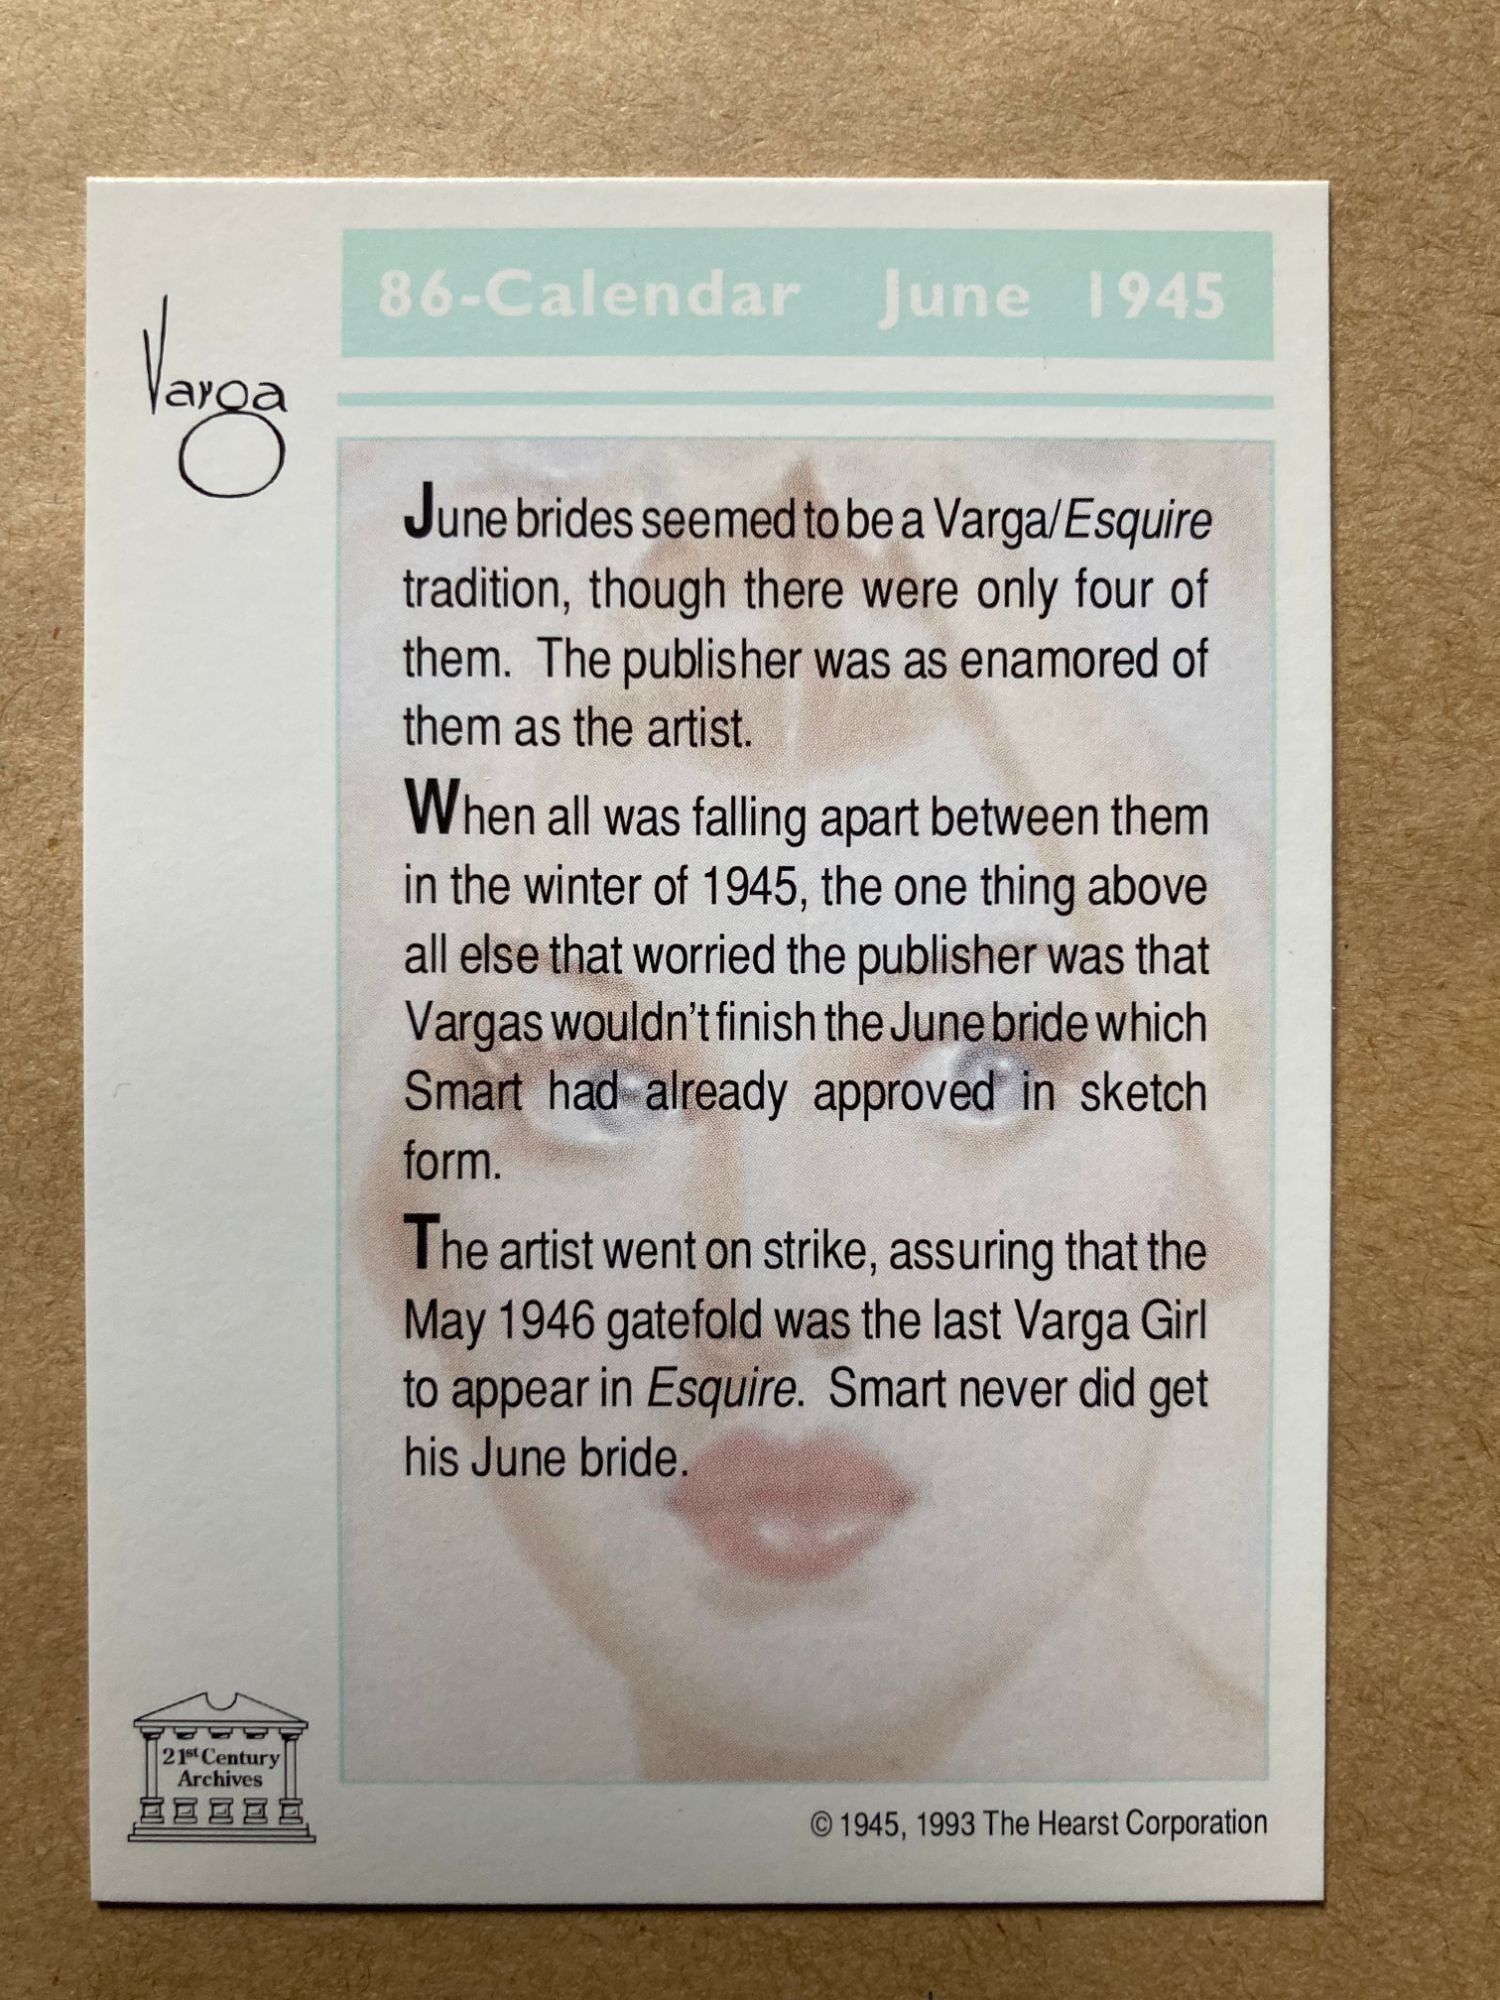 86-Calendar June 1945
Varga
June brides seemed to be a Varga/Esquire
tradition, though there were only four of
them. The publisher was as enamored of
them as the artist.
When all was falling apart between them
in the winter of 1945, the one thing above
all else that worried the publisher was that
Vargas wouldn't finish the June bride which
Smart had already approved in sketch
form.
The artist went on strike, assuring that the
May 1946 gatefold was the last Varga Girl
to appear in Esquire. Smart never did get
his June bride.
21st Century
Archives
© 1945, 1993 The Hearst Corporation